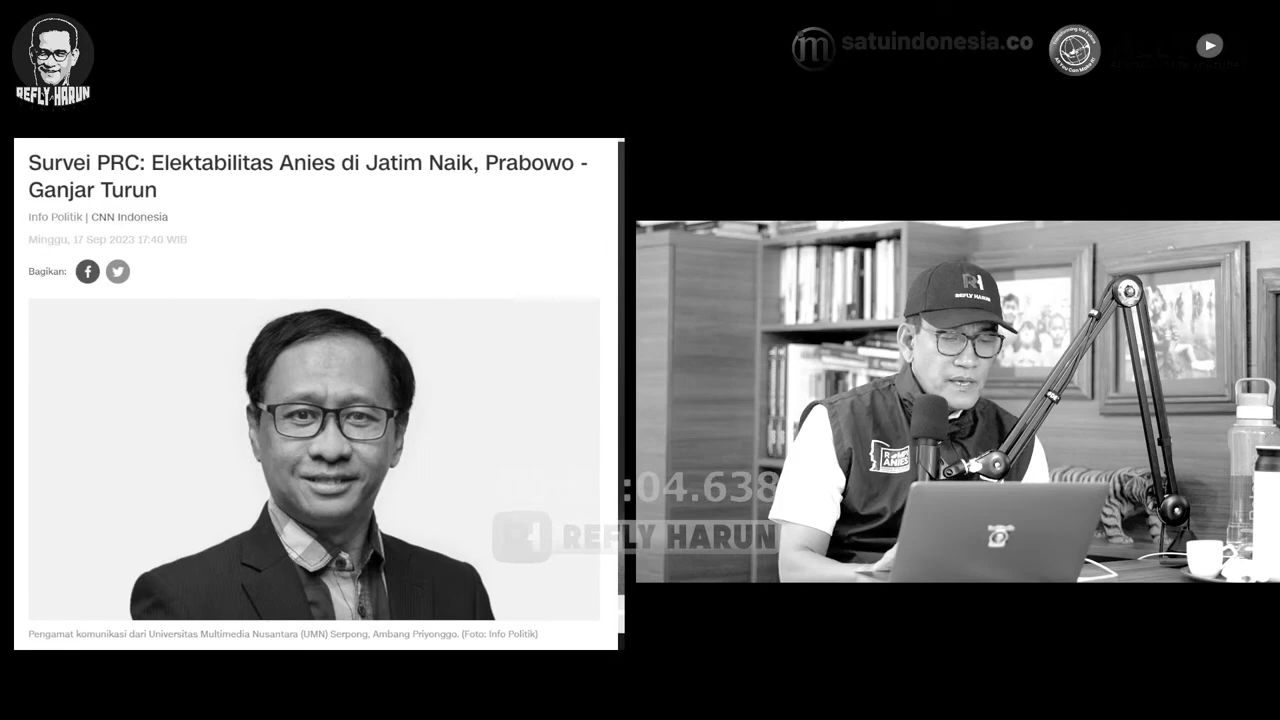 REFLY HARUN
satuindonesia.co
Survei PRC: Elektabilitas Anies di Jatim Naik, Prabowo -
Ganjar Turun
Info Politik | CNN Indonesia
Minggu, 17 Sep 2023 17:40 WIB
Bagikan:
RH
REFLY HARUN
ANIES
:04.638
REFLY HARUN
Pengamat komunikasi dari Universitas Multimedia Nusantara (UMN) Serpong, Ambang Priyonggo. (Foto: Info Politik)